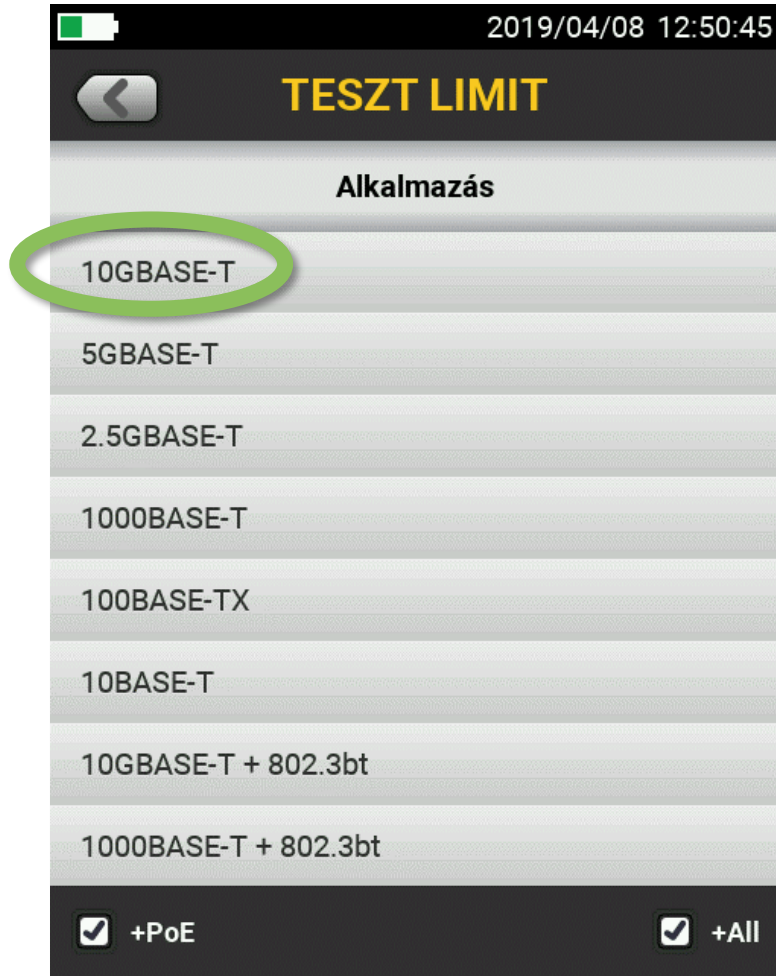 2019/04/08 12:50:45
TESZT LIMIT
Alkalmazás
10GBASE-T
5GBASE-T
2.5GBASE-T
1000BASE-T
100BASE-TX
10BASE-T
10GBASE-T + 802.3bt
1000BASE-T + 802.3bt
+PoE +All